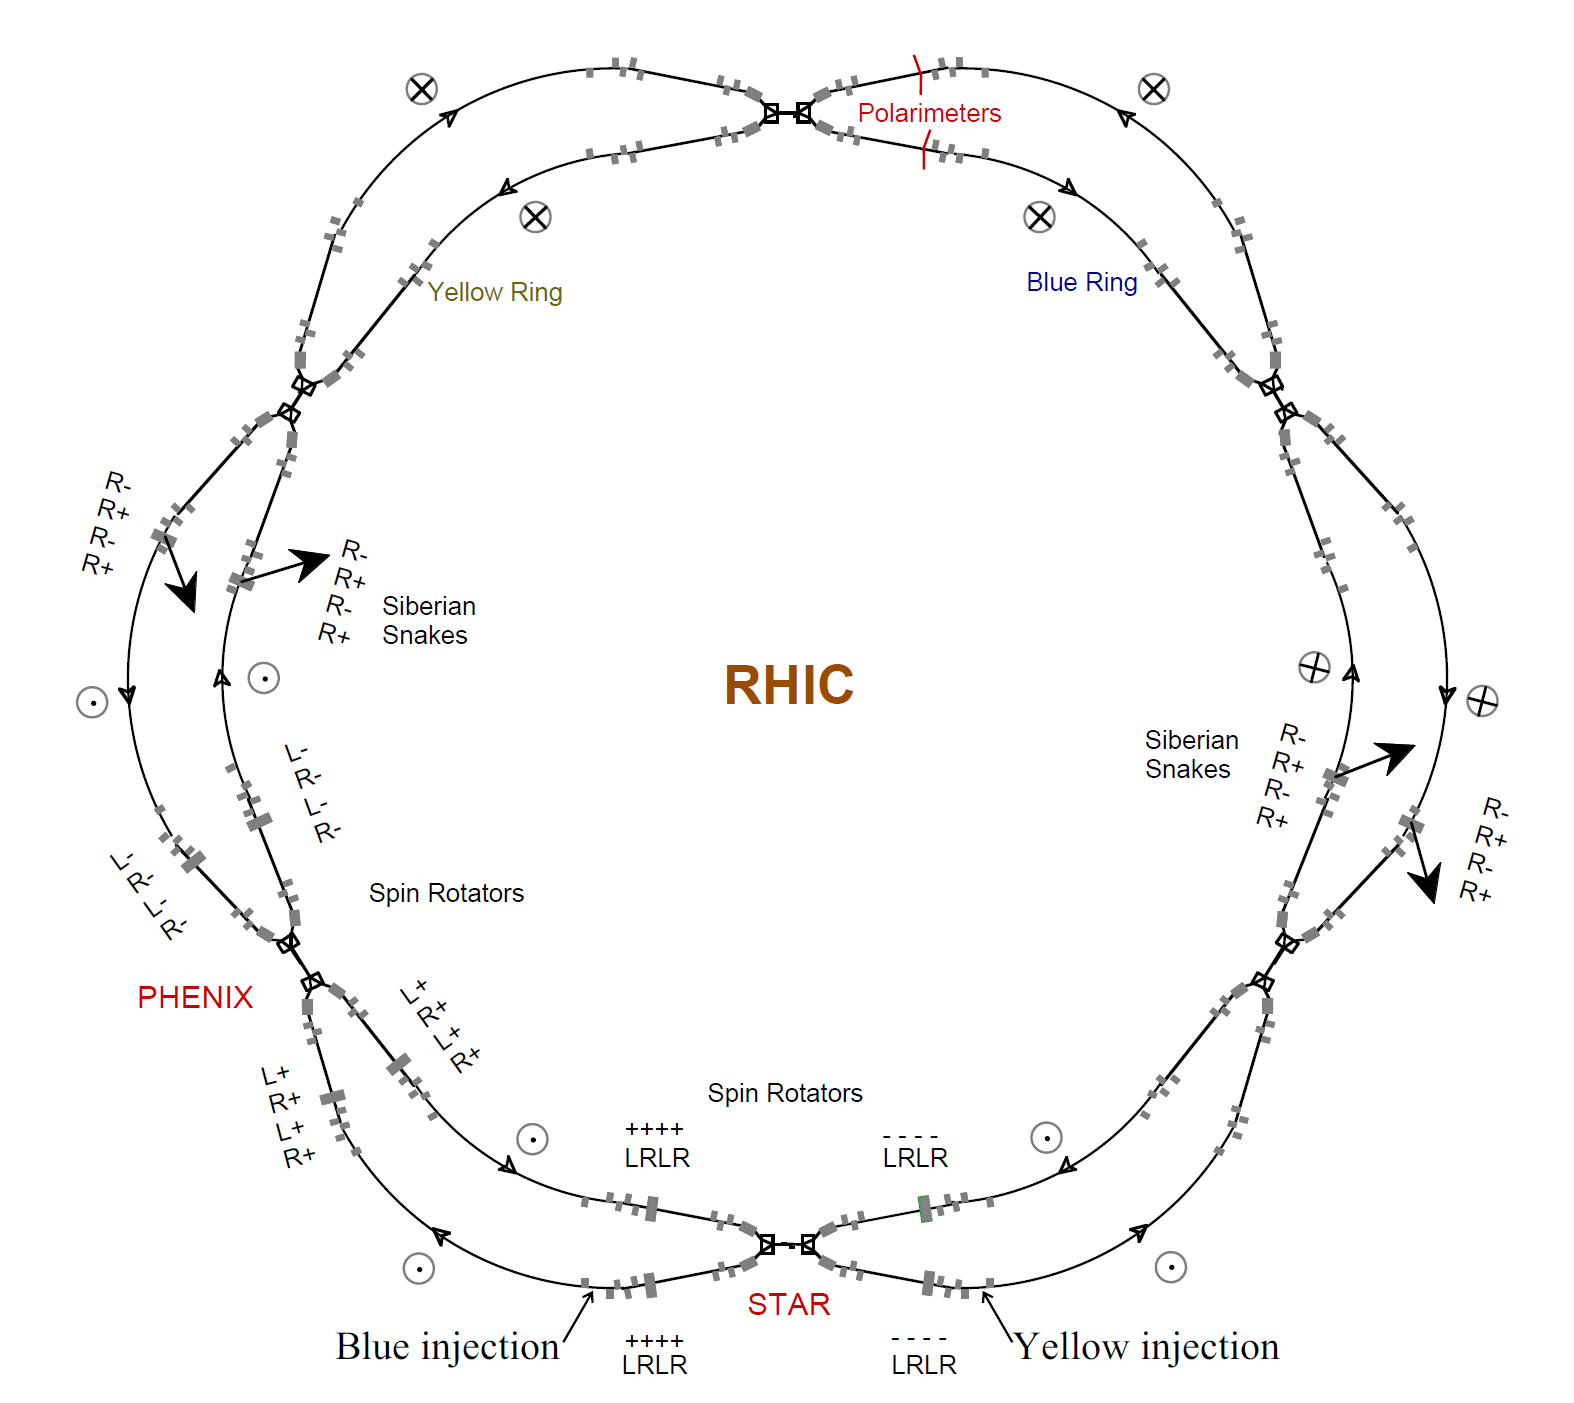 Polarimeters
Yellow Ring
Blue Ring
R-
R+
R-
R+
R-
R+
R-
R+
Siberian
Snakes
RHIC
L-
R-
L-
R-
Siberian
Snakes
R-
R+
R-
R+
R-
R+
R-
R+
L-
R-
L-
R-
Spin Rotators
PHENIX
L+
R+
L+
R+
L+
R+
L+
R+
Spin Rotators
++++
LRLR
- - - -
LRLR
STAR
Blue injection
++++
LRLR
- - - -
LRLR
Yellow injection